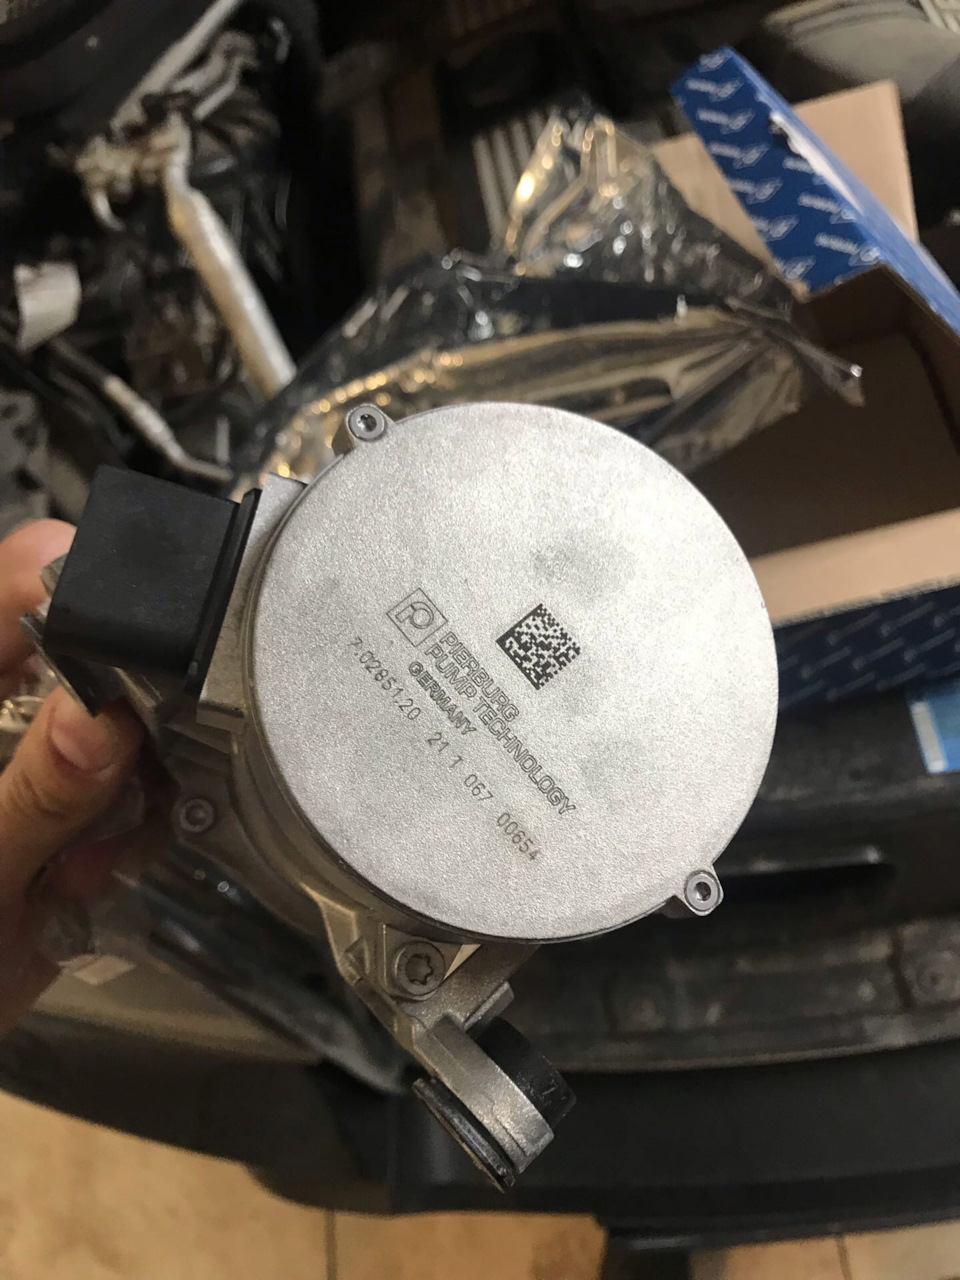 PIERBURG
PUMP TECHNOLOGY
GERMANY
7.02851.20 21 1 067 00654